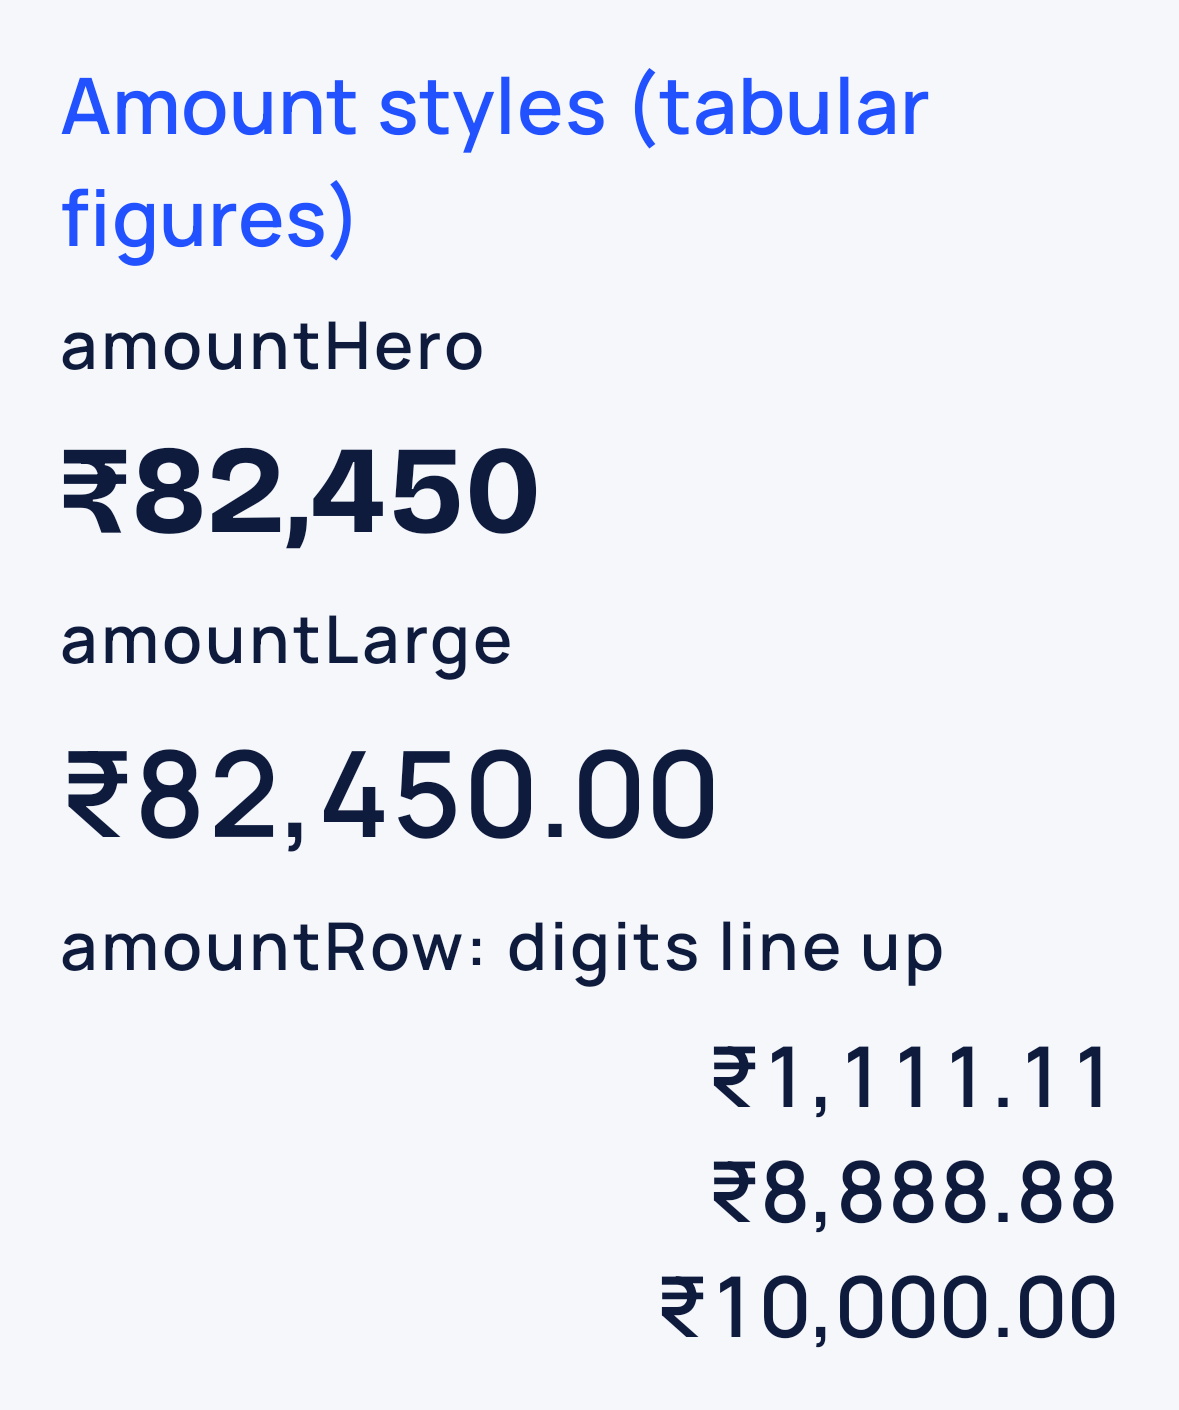 Amount styles (tabular
figures)
amountHero
₹82,450
amountLarge
₹82,450.00
amountRow: digits line up
₹1,111.11
₹8,888.88
₹10,000.00